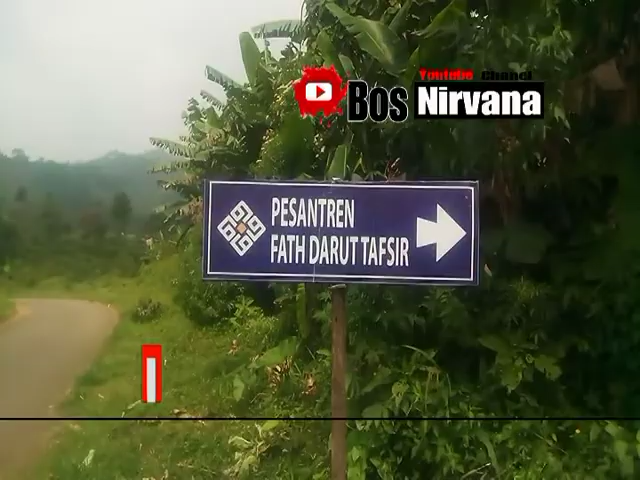 Youtube Chanel
Bos Nirvana
PESANTREN
FATH DARUT TAFSIR